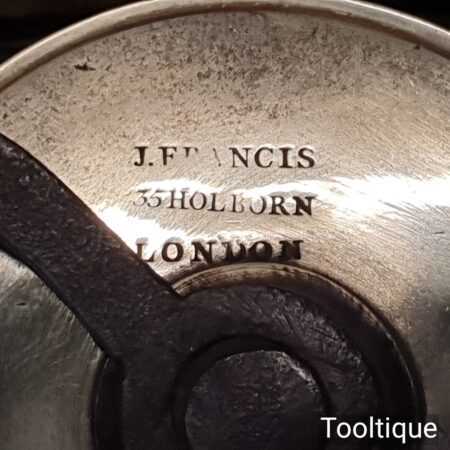 J. FRANCIS
35 HOLBORN
LONDON
Tooltique